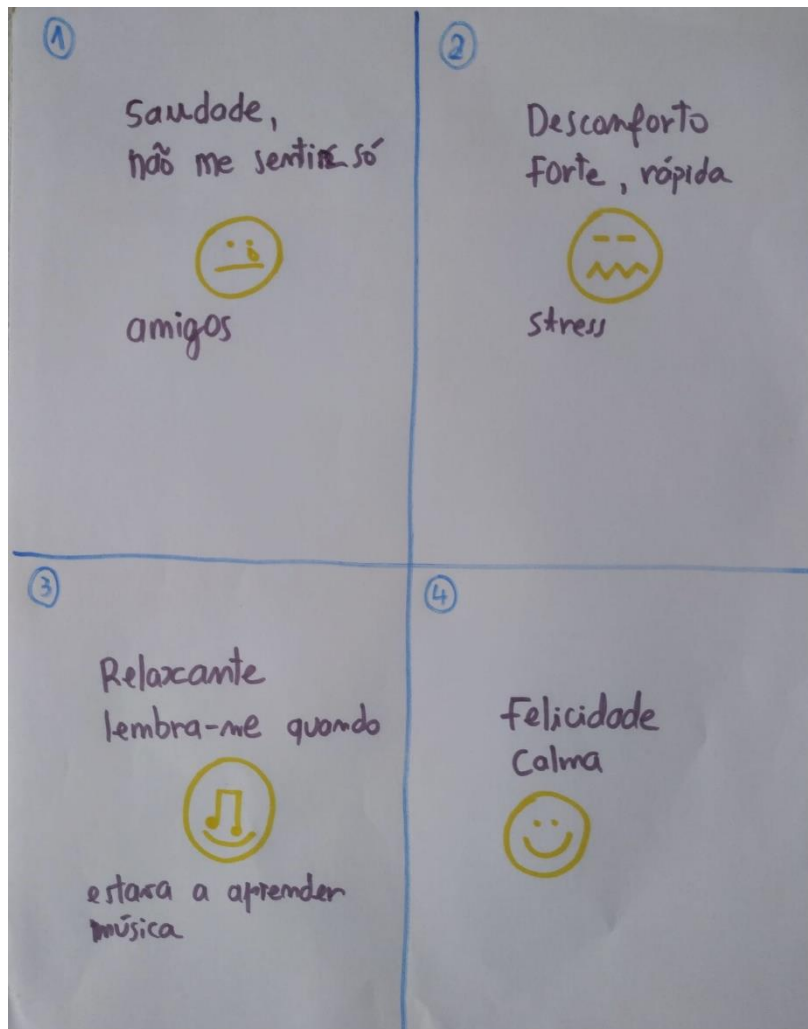 1
Saudade,
não me sentir só
amigos
2
Desconforto
forte, rápida
stress
3
Relaxante
lembra-me quando
estava a aprender
música
4
Felicidade
Calma